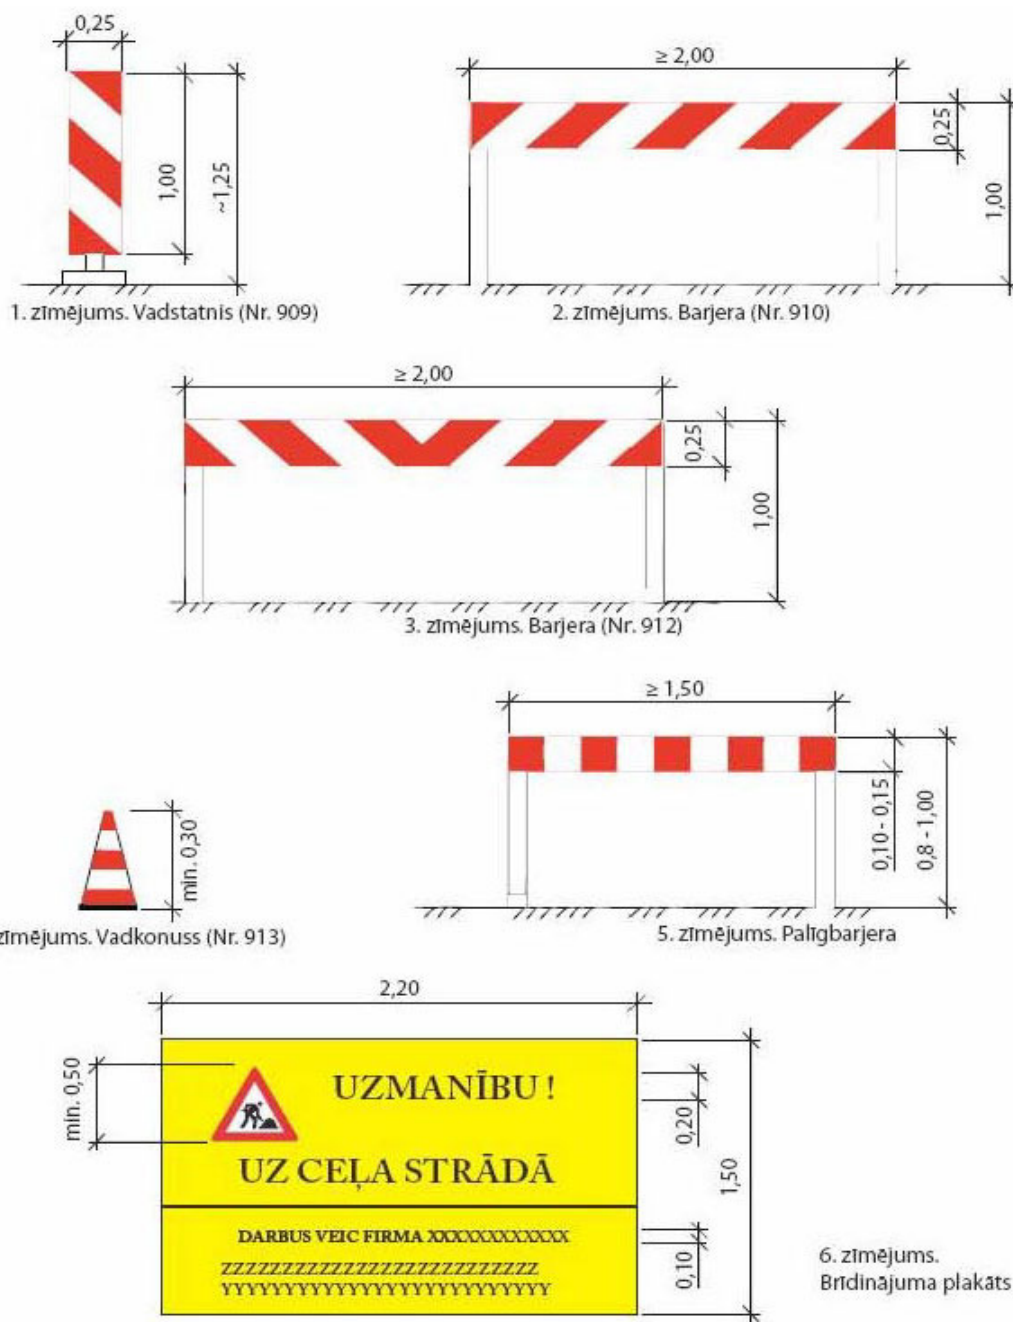 0,25
1,00
~1,25
1. zīmējums. Vadstatnis (Nr. 909)
≥ 2,00
0,25
1,00
2. zīmējums. Barjera (Nr. 910)
≥ 2,00
0,25
1,00
3. zīmējums. Barjera (Nr. 912)
min. 0,30
zīmējums. Vadkonuss (Nr. 913)
≥ 1,50
0,10 - 0,15
0,8 - 1,00
5. zīmējums. Palīgbarjera
2,20
min. 0,50
UZMANĪBU !
0,20
UZ CEĻA STRĀDĀ
1,50
DARBUS VEIC FIRMA XXXXXXXXXXXX
0,10
ZZZZZZZZZZZZZZZZZZZZZZZZZZ
YYYYYYYYYYYYYYYYYYYYYYYYYY
6. zīmējums.
Brīdinājuma plakāts